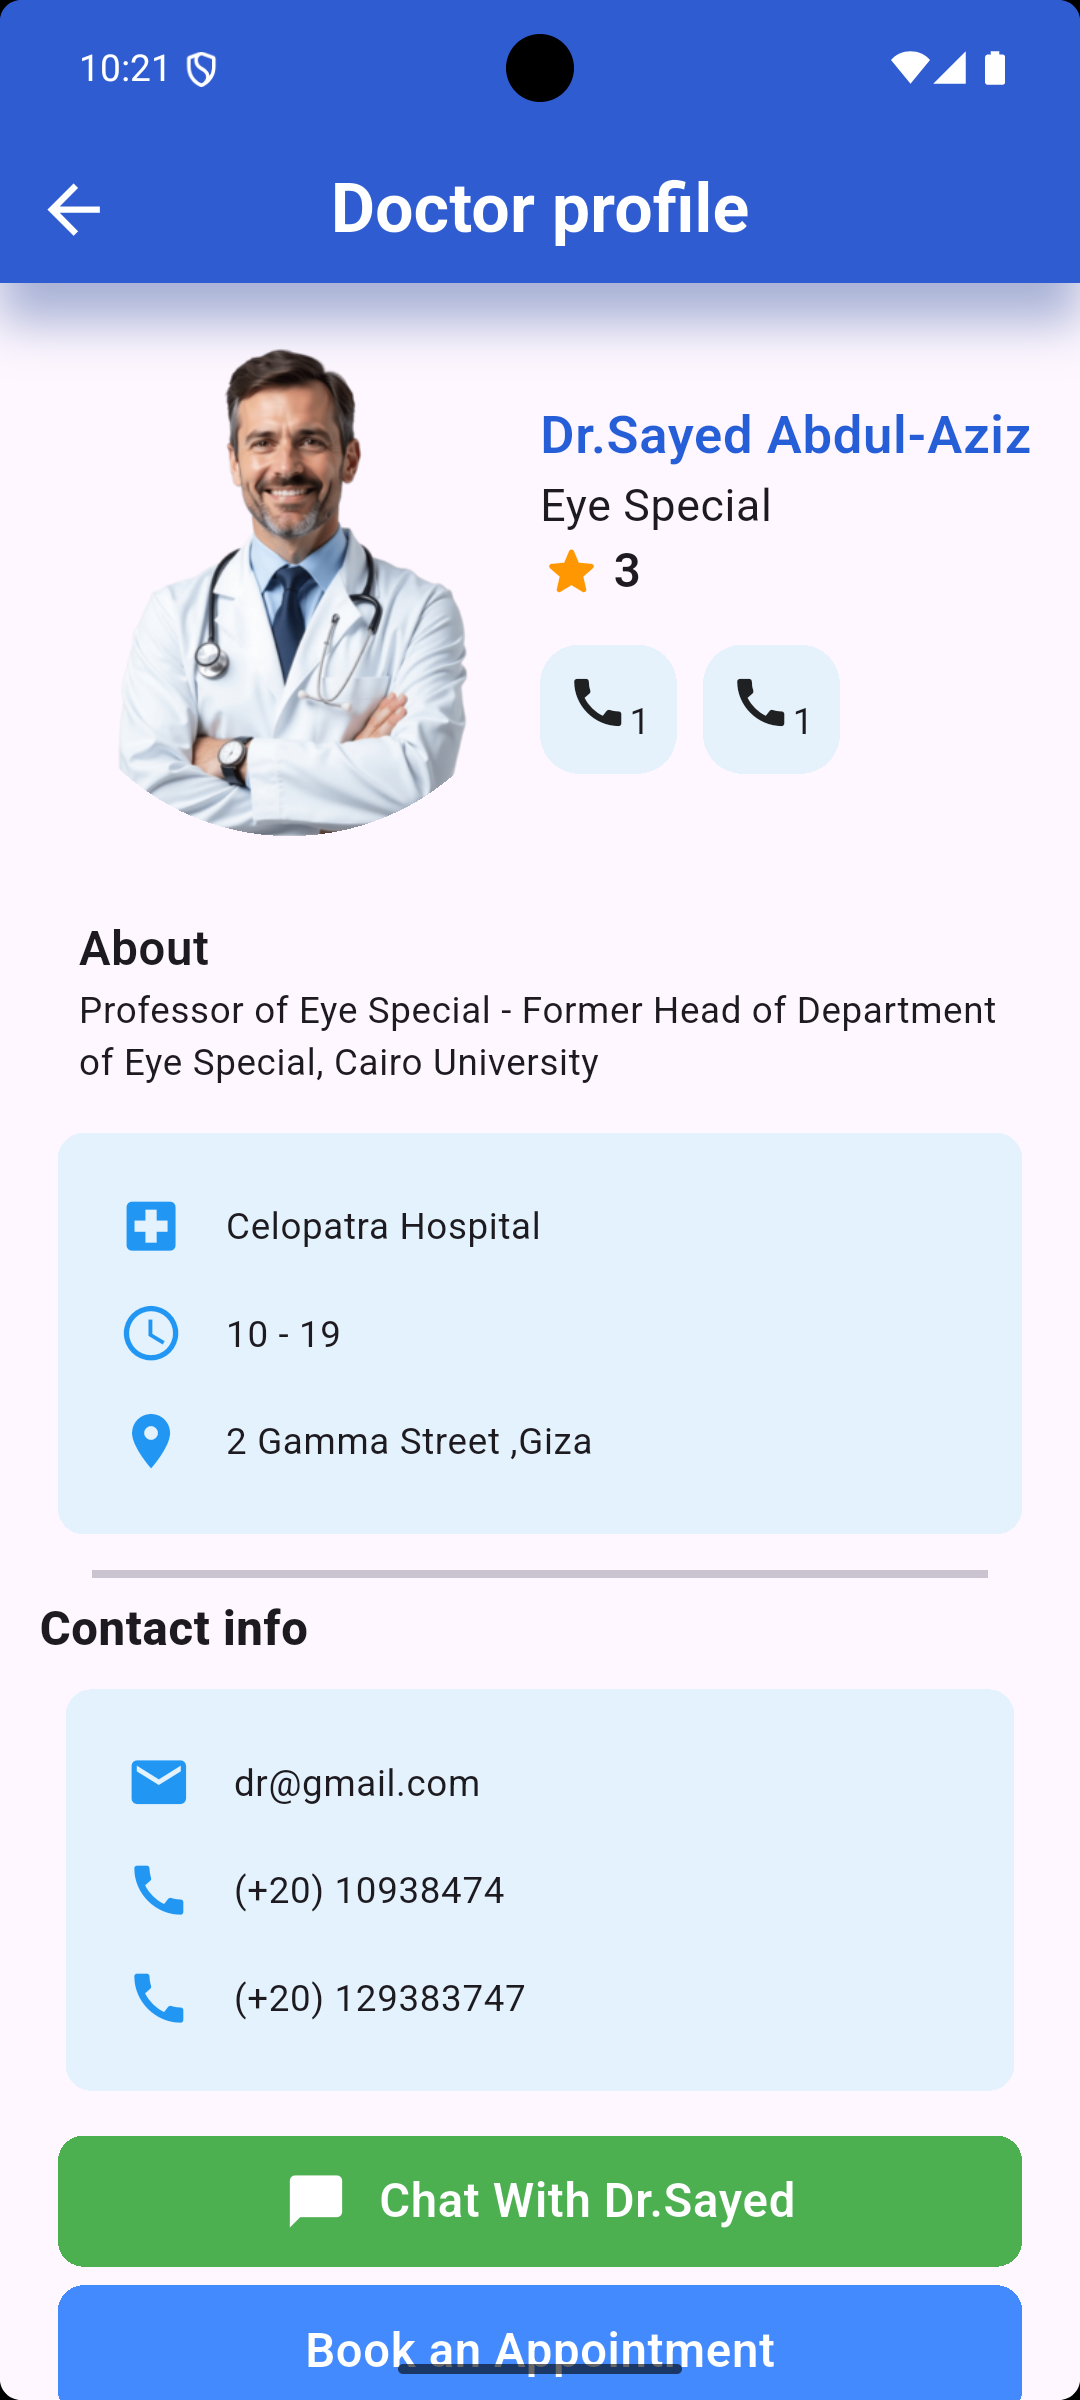 10:21
Doctor profile
Dr.Sayed Abdul-Aziz
Eye Special
3
1 1
About
Professor of Eye Special - Former Head of Department
of Eye Special, Cairo University
Celopatra Hospital
10 - 19
2 Gamma Street ,Giza
Contact info
dr@gmail.com
(+20) 10938474
(+20) 129383747
Chat With Dr.Sayed
Book an Appointment